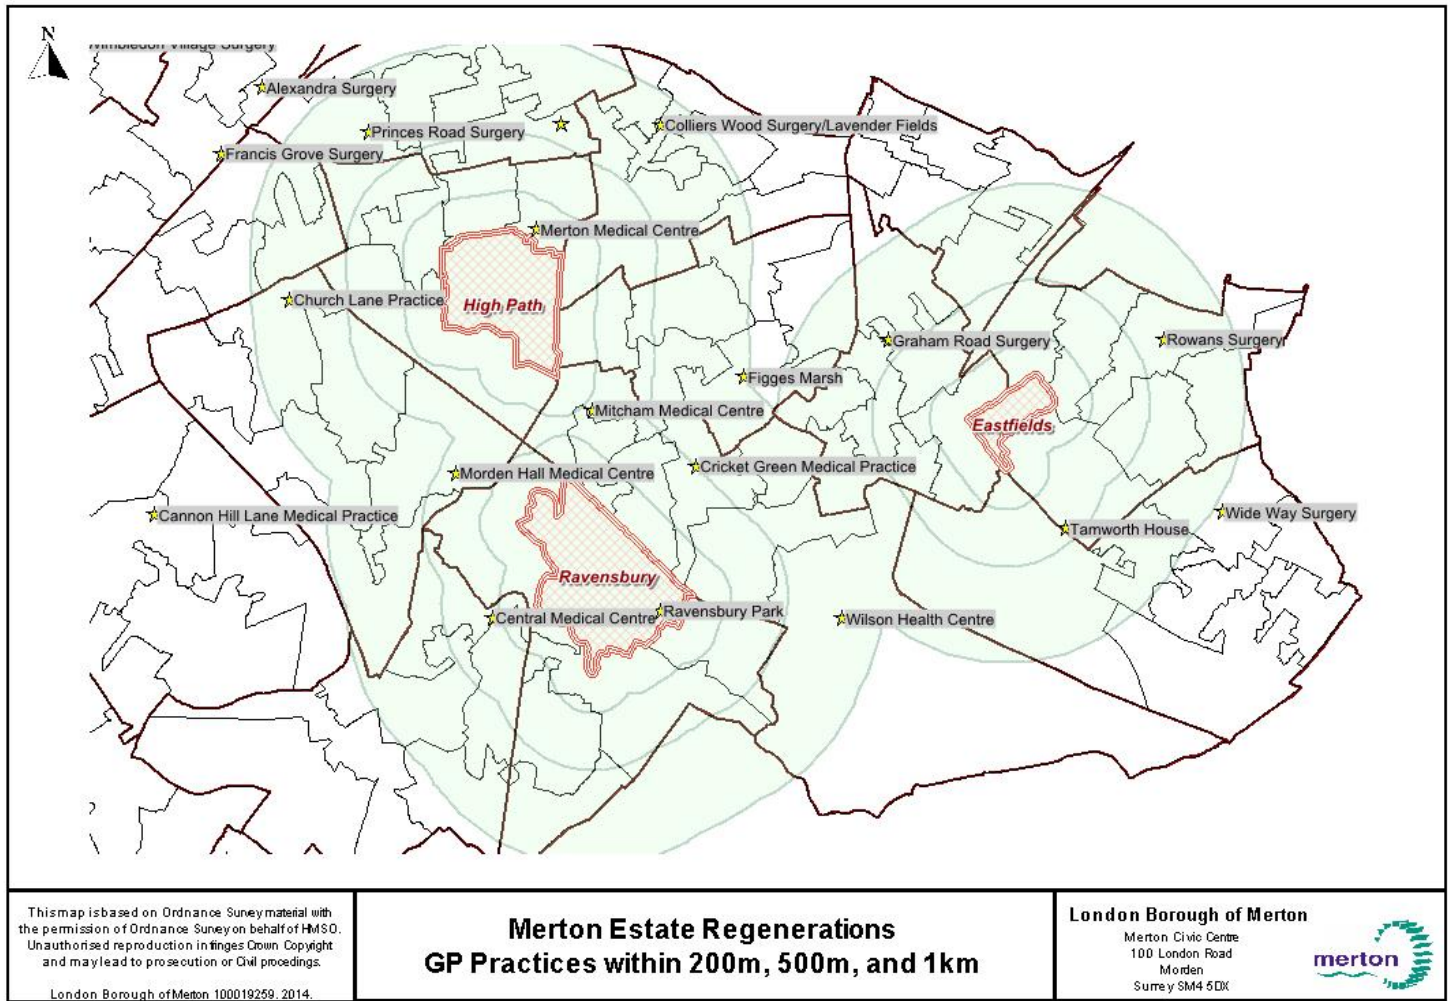 N
Wimbledon Village Surgery
Alexandra Surgery
Princes Road Surgery
Colliers Wood Surgery/Lavender Fields
Francis Grove Surgery
Merton Medical Centre
Church Lane Practice
High Path
Graham Road Surgery
Rowans Surgery
Figges Marsh
Mitcham Medical Centre
Eastfields
Morden Hall Medical Centre
Cricket Green Medical Practice
Cannon Hill Lane Medical Practice
Wide Way Surgery
Tamworth House
Ravensbury
Ravensbury Park
Central Medical Centre
Wilson Health Centre
This map is based on Ordnance Survey material with
the permission of Ordnance Survey on behalf of HMSO.
Unauthorised reproduction infringes Crown Copyright
and may lead to prosecution or Civil procedings.
London Borough of Merton 100019259. 2014.
Merton Estate Regenerations
GP Practices within 200m, 500m, and 1km
London Borough of Merton
Merton Civic Centre
100 London Road
Morden
Surrey SM4 5DX
merton